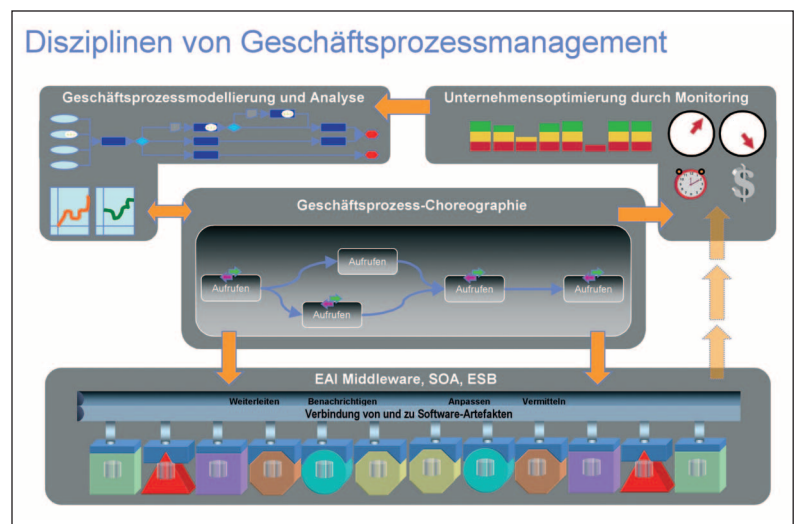 Disziplinen von Geschäftsprozessmanagement
Geschäftsprozessmodellierung und Analyse
Unternehmensoptimierung durch Monitoring
$
Geschäftsprozess-Choreographie
Aufrufen
Aufrufen
Aufrufen
Aufrufen
Aufrufen
EAI Middleware, SOA, ESB
Weiterleiten Benachrichtigen Anpassen Vermitteln
Verbindung von und zu Software-Artefakten